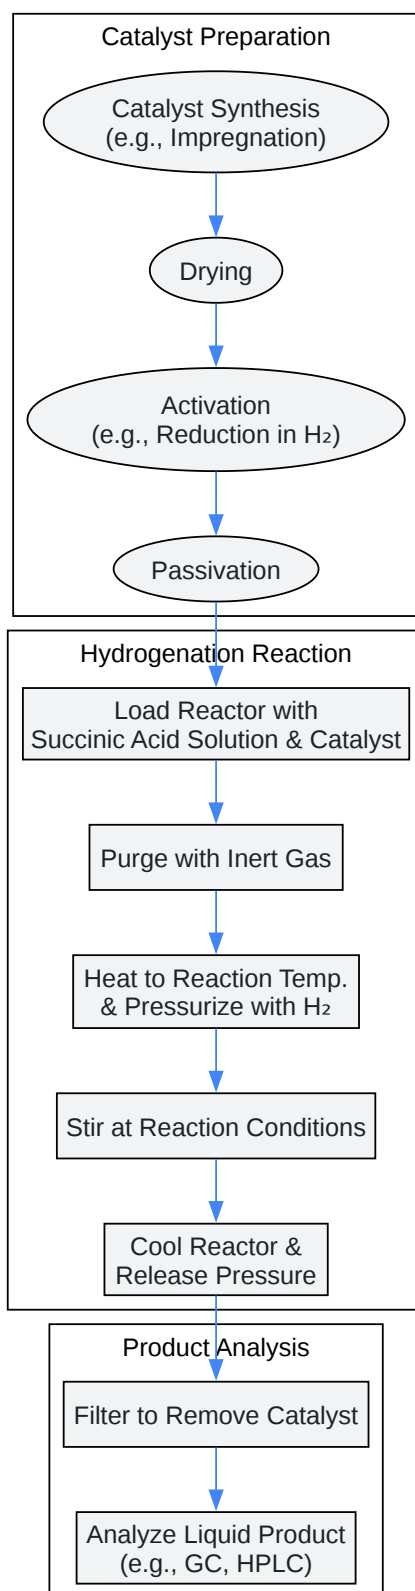 Catalyst Preparation
Catalyst Synthesis
(e.g., Impregnation)
Drying
Activation
(e.g., Reduction in H₂)
Passivation
Hydrogenation Reaction
Load Reactor with
Succinic Acid Solution & Catalyst
Purge with Inert Gas
Heat to Reaction Temp.
& Pressurize with H₂
Stir at Reaction Conditions
Cool Reactor &
Release Pressure
Product Analysis
Filter to Remove Catalyst
Analyze Liquid Product
(e.g., GC, HPLC)